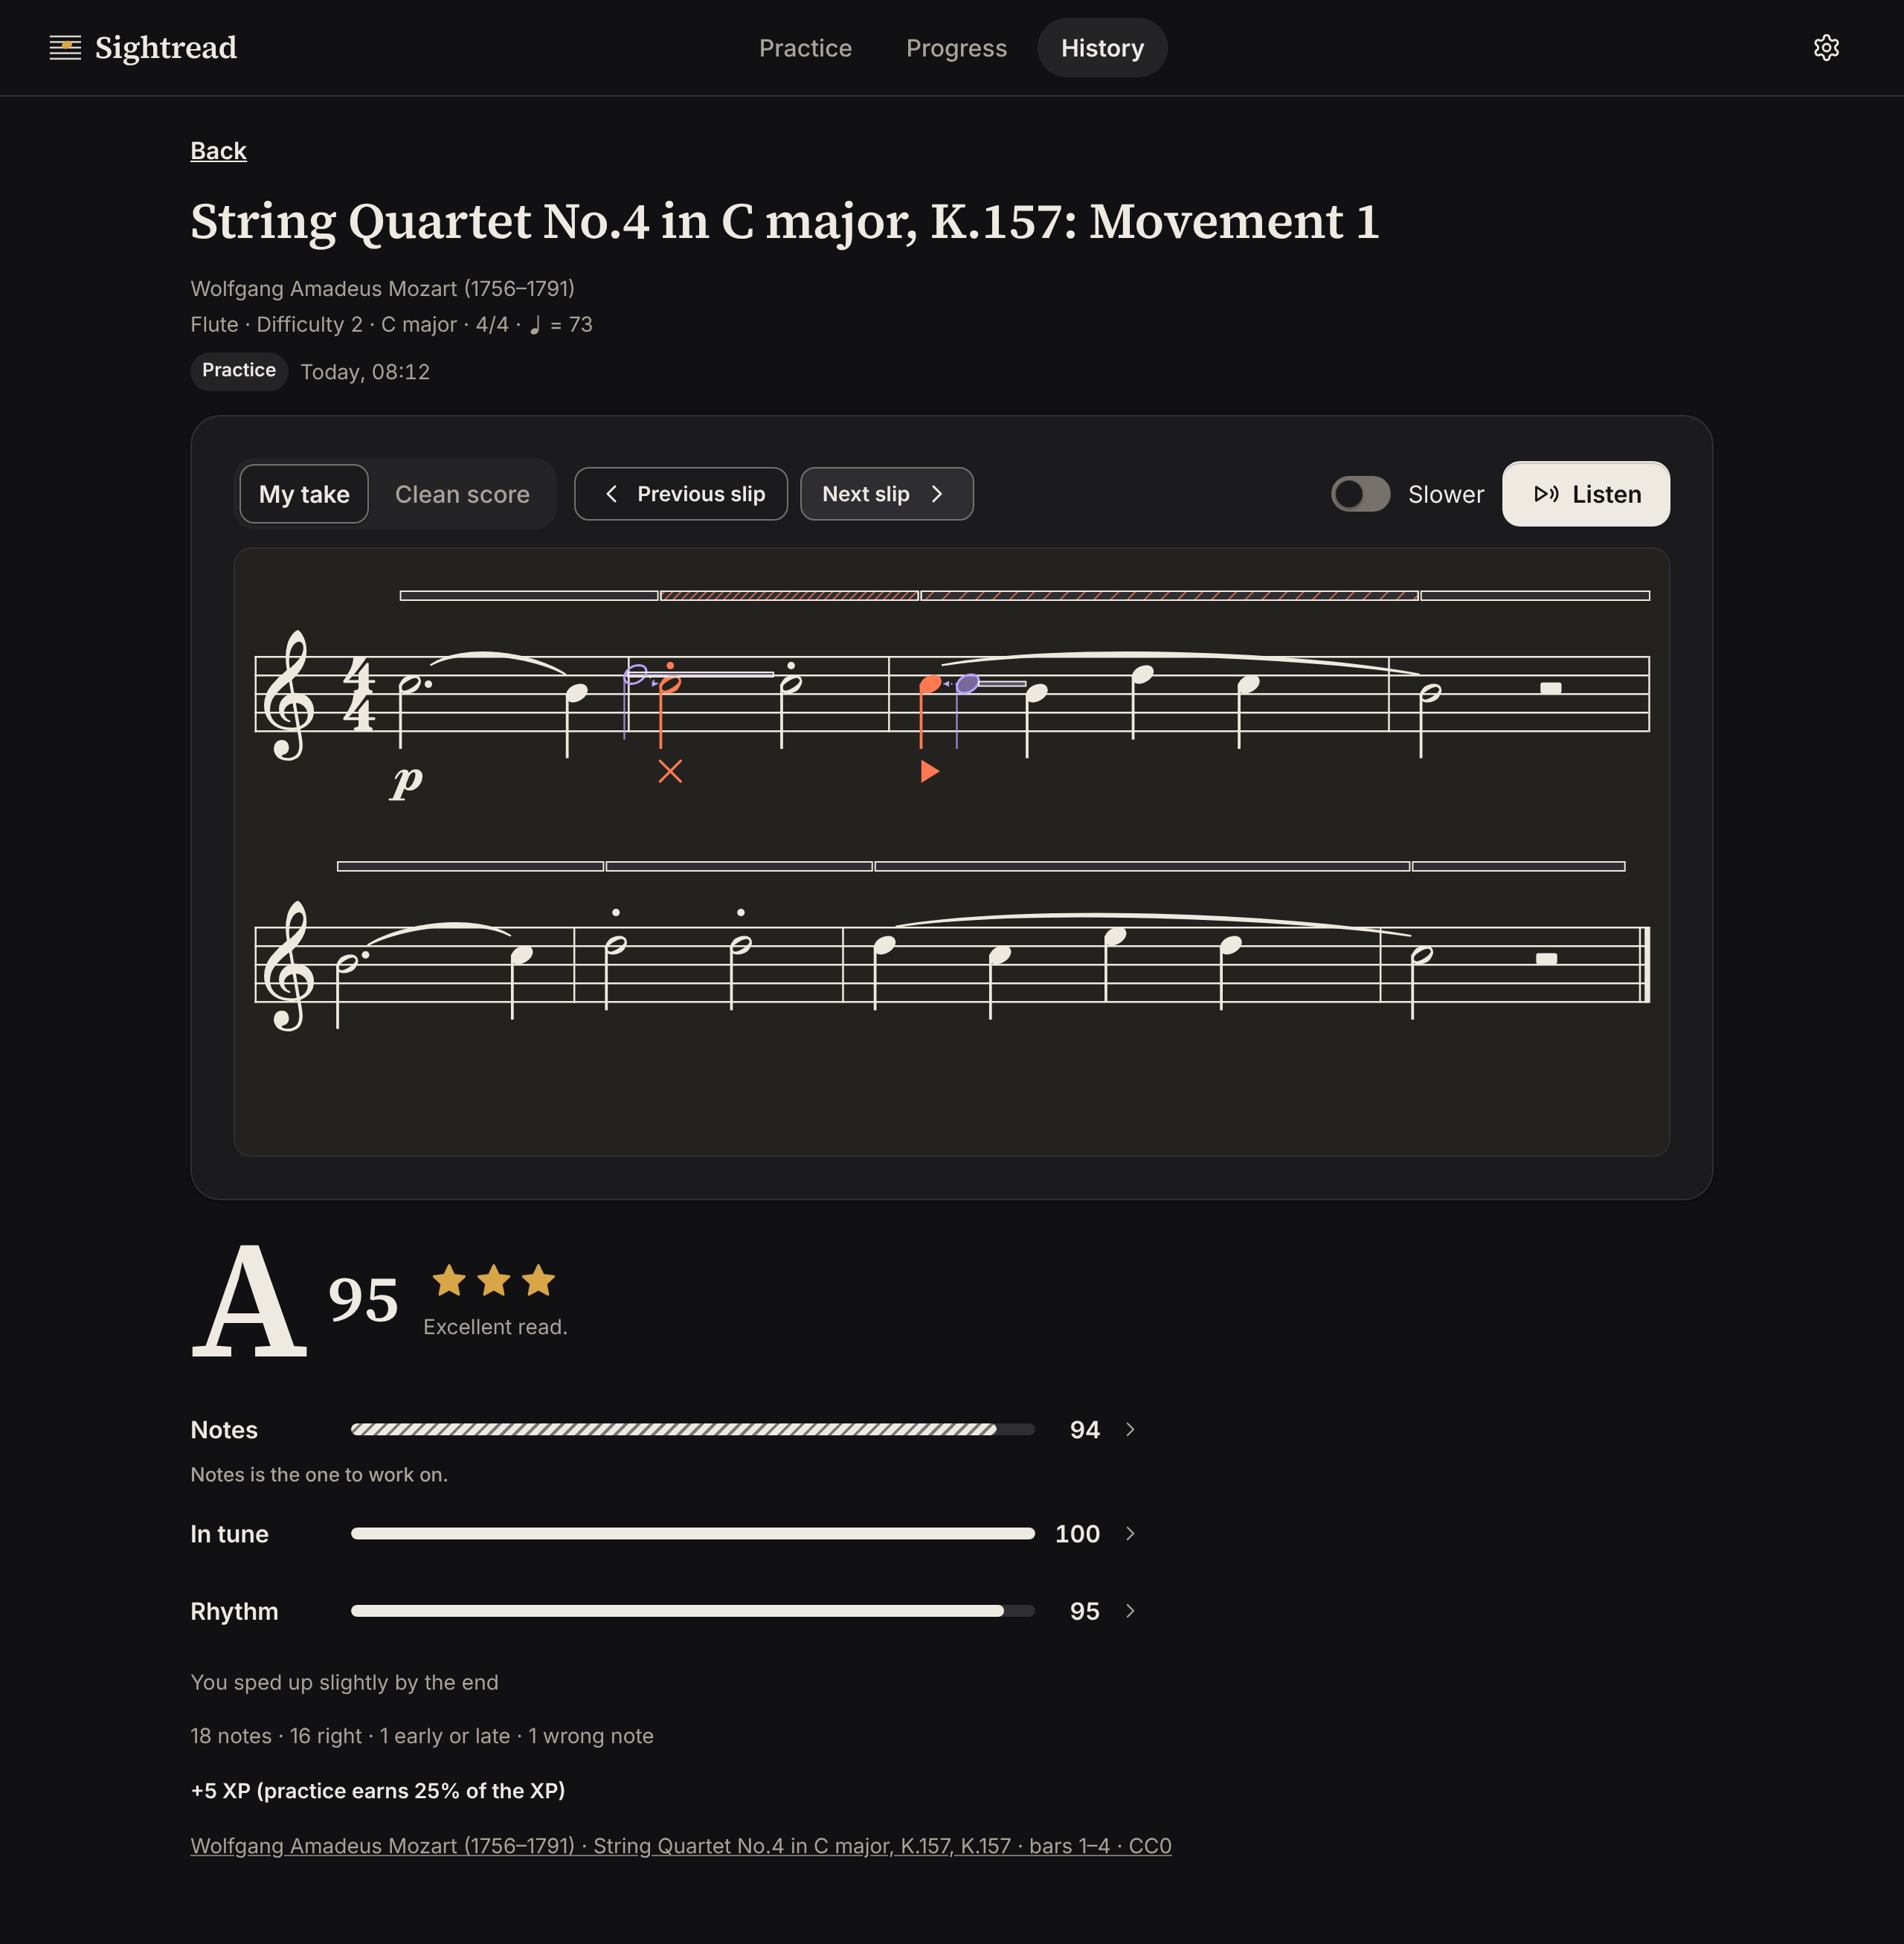 Sightread
Practice
Progress
History
Back
String Quartet No.4 in C major, K.157: Movement 1
Wolfgang Amadeus Mozart (1756–1791)
Flute · Difficulty 2 · C major · 4/4 · ♩ = 73
Practice Today, 08:12
My take
Clean score
Previous slip
Next slip
Slower
Listen
4
4
p
A 95
Excellent read.
Notes 94
Notes is the one to work on.
In tune 100
Rhythm 95
You sped up slightly by the end
18 notes · 16 right · 1 early or late · 1 wrong note
+5 XP (practice earns 25% of the XP)
Wolfgang Amadeus Mozart (1756–1791) · String Quartet No.4 in C major, K.157, K.157 · bars 1–4 · CC0